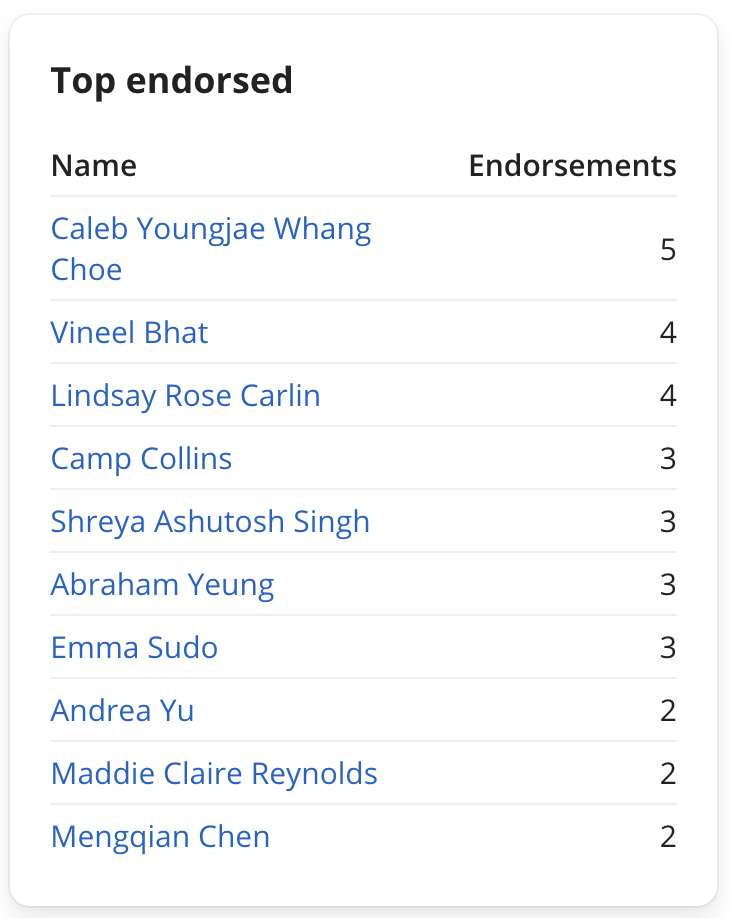 Top endorsed
Name Endorsements
Caleb Youngjae Whang
Choe 5
Vineel Bhat 4
Lindsay Rose Carlin 4
Camp Collins 3
Shreya Ashutosh Singh 3
Abraham Yeung 3
Emma Sudo 3
Andrea Yu 2
Maddie Claire Reynolds 2
Mengqian Chen 2